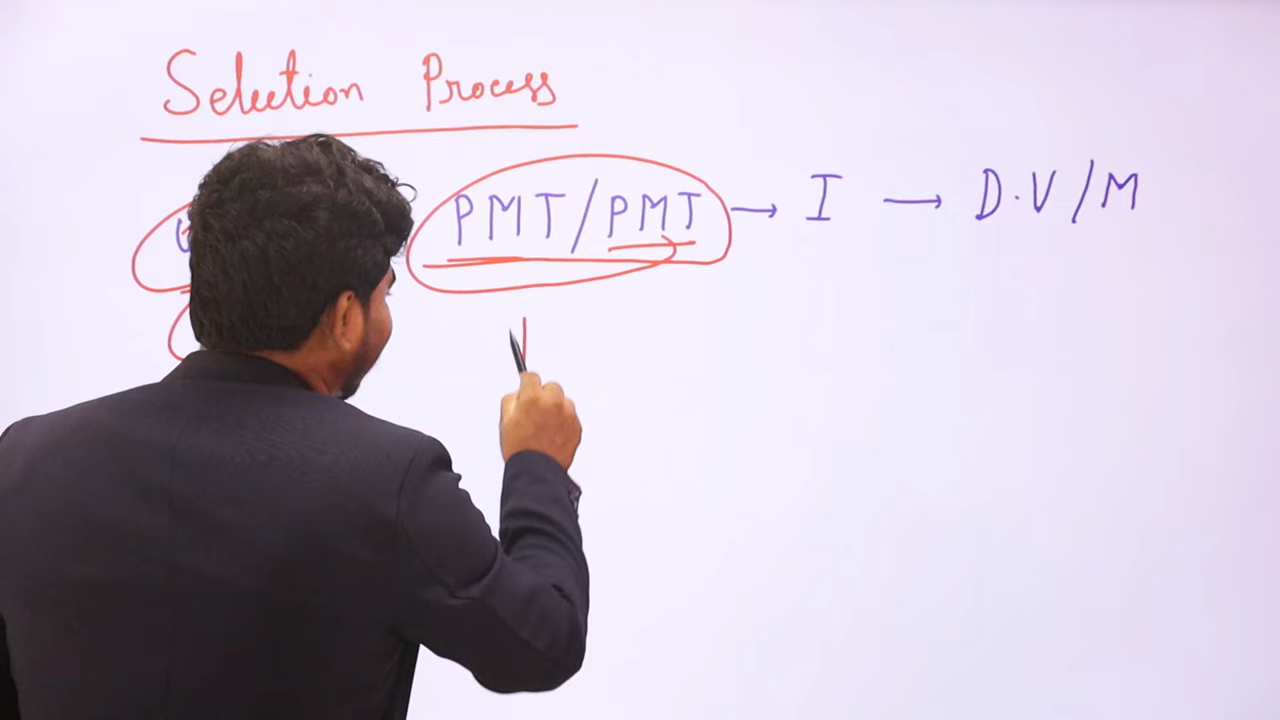 Selection Process
PMT/PMT → I → D.V/M